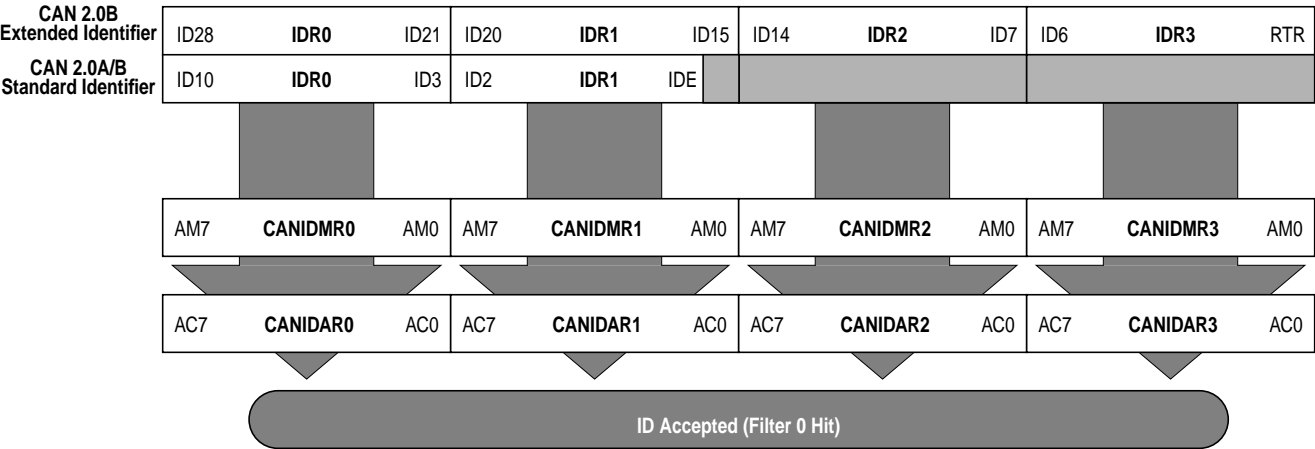 CAN 2.0B
Extended Identifier ID28 IDR0 ID21 ID20 IDR1 ID15 ID14 IDR2 ID7 ID6 IDR3 RTR
CAN 2.0A/B
Standard Identifier ID10 IDR0 ID3 ID2 IDR1 IDE
AM7 CANIDMR0 AM0 AM7 CANIDMR1 AM0 AM7 CANIDMR2 AM0 AM7 CANIDMR3 AM0
AC7 CANIDAR0 AC0 AC7 CANIDAR1 AC0 AC7 CANIDAR2 AC0 AC7 CANIDAR3 AC0
ID Accepted (Filter 0 Hit)